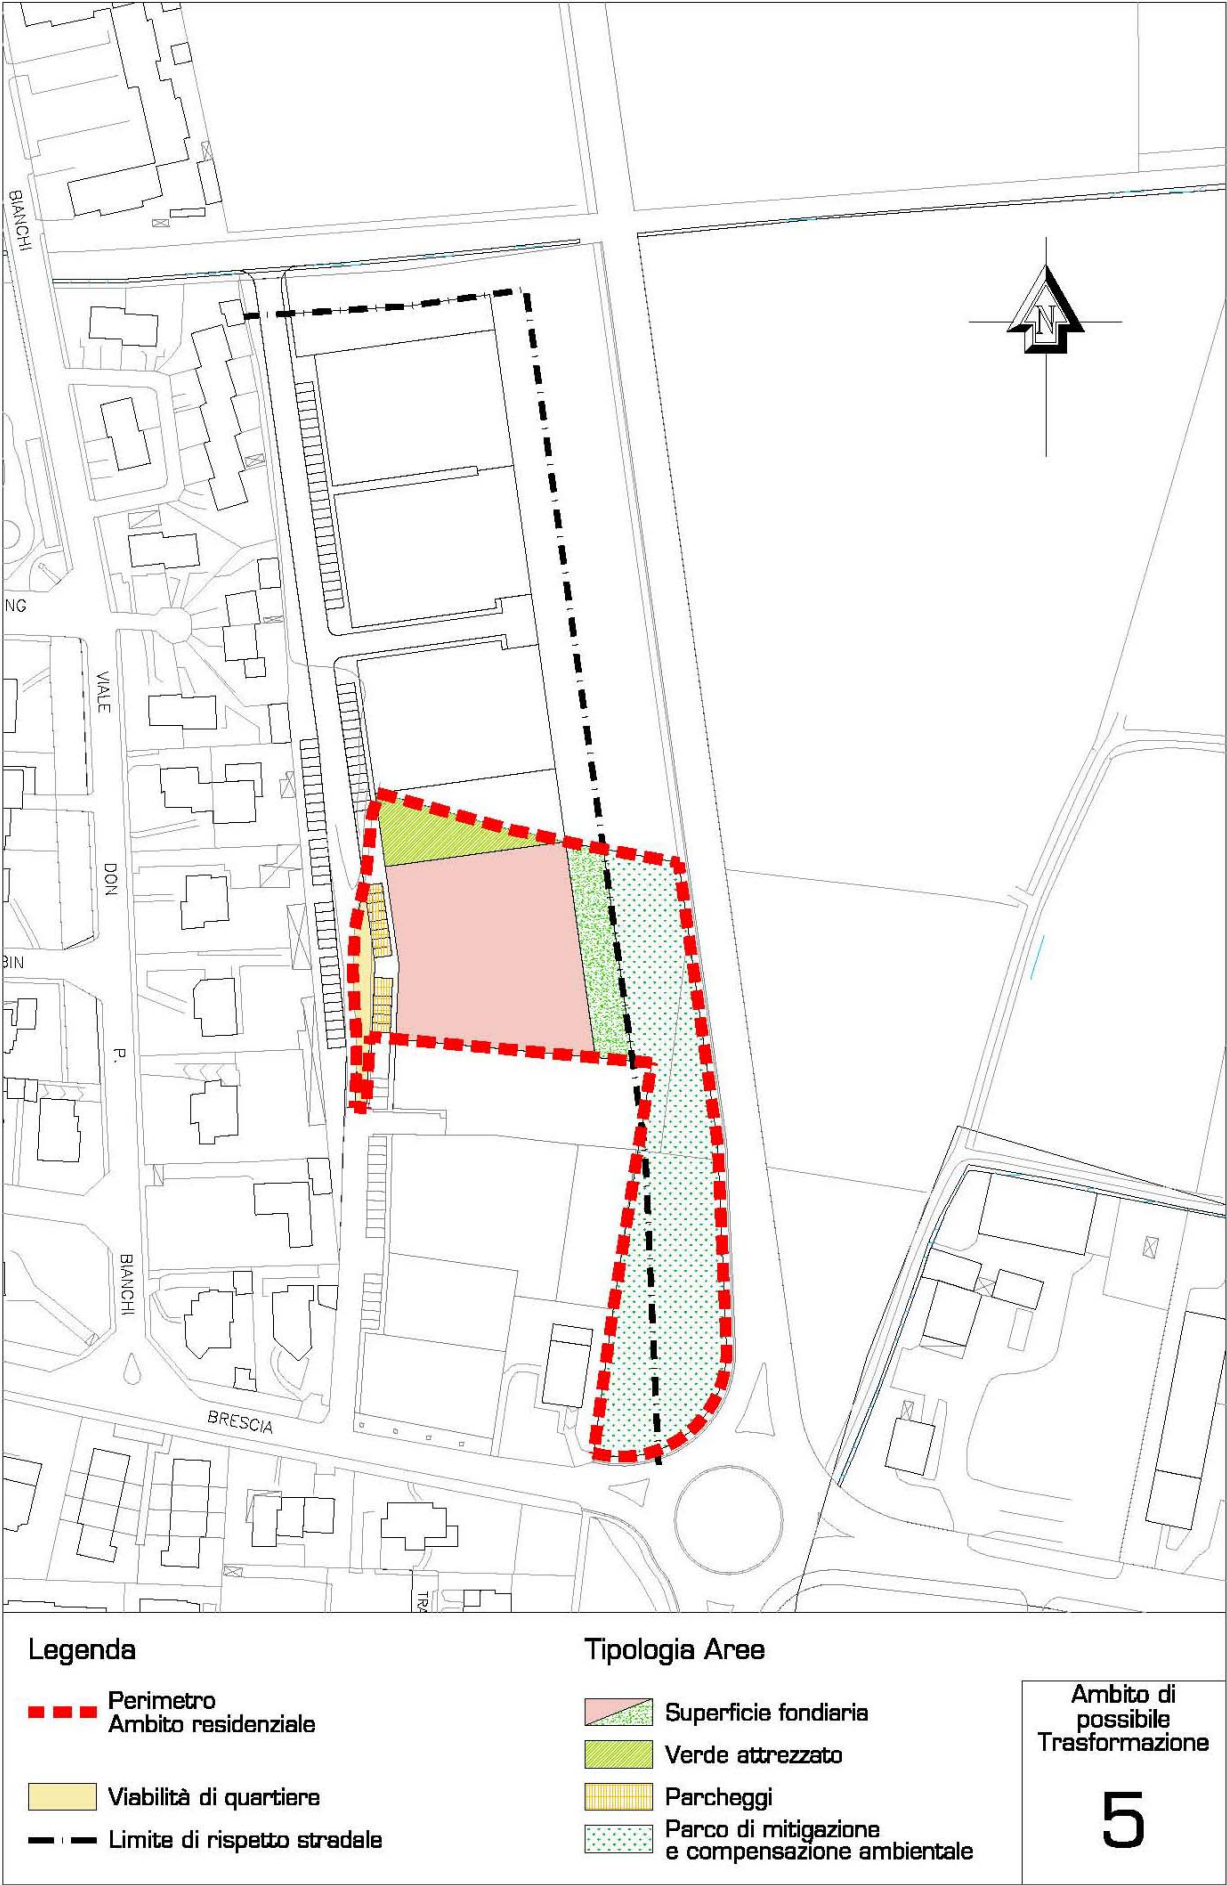 BIANCHI
N
NG
VIALE
DON
BIN
P.
BIANCHI
BRESCIA
TRA
Legenda
Perimetro
Ambito residenziale
Viabilità di quartiere
Limite di rispetto stradale
Tipologia Aree
Superficie fondiaria
Verde attrezzato
Parcheggi
Parco di mitigazione
e compensazione ambientale
Ambito di
possibile
Trasformazione
5